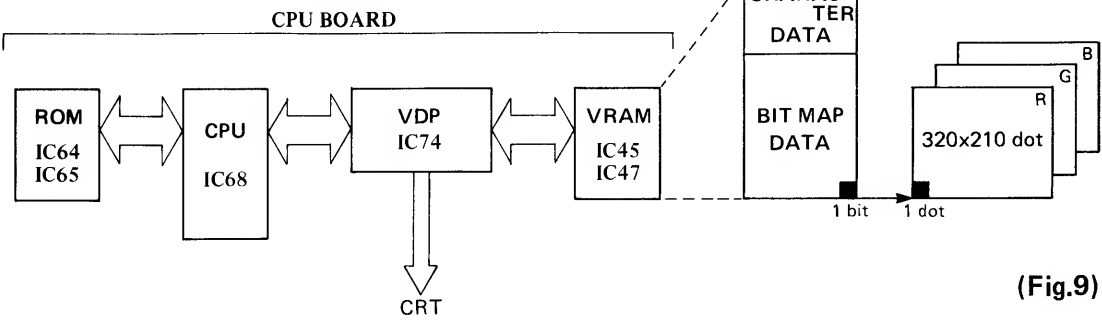 CPU BOARD
TER
DATA
ROM
IC64
IC65
CPU
IC68
VDP
IC74
VRAM
IC45
IC47
BIT MAP
DATA
B
G
R
320x210 dot
1 bit
1 dot
CRT
(Fig.9)